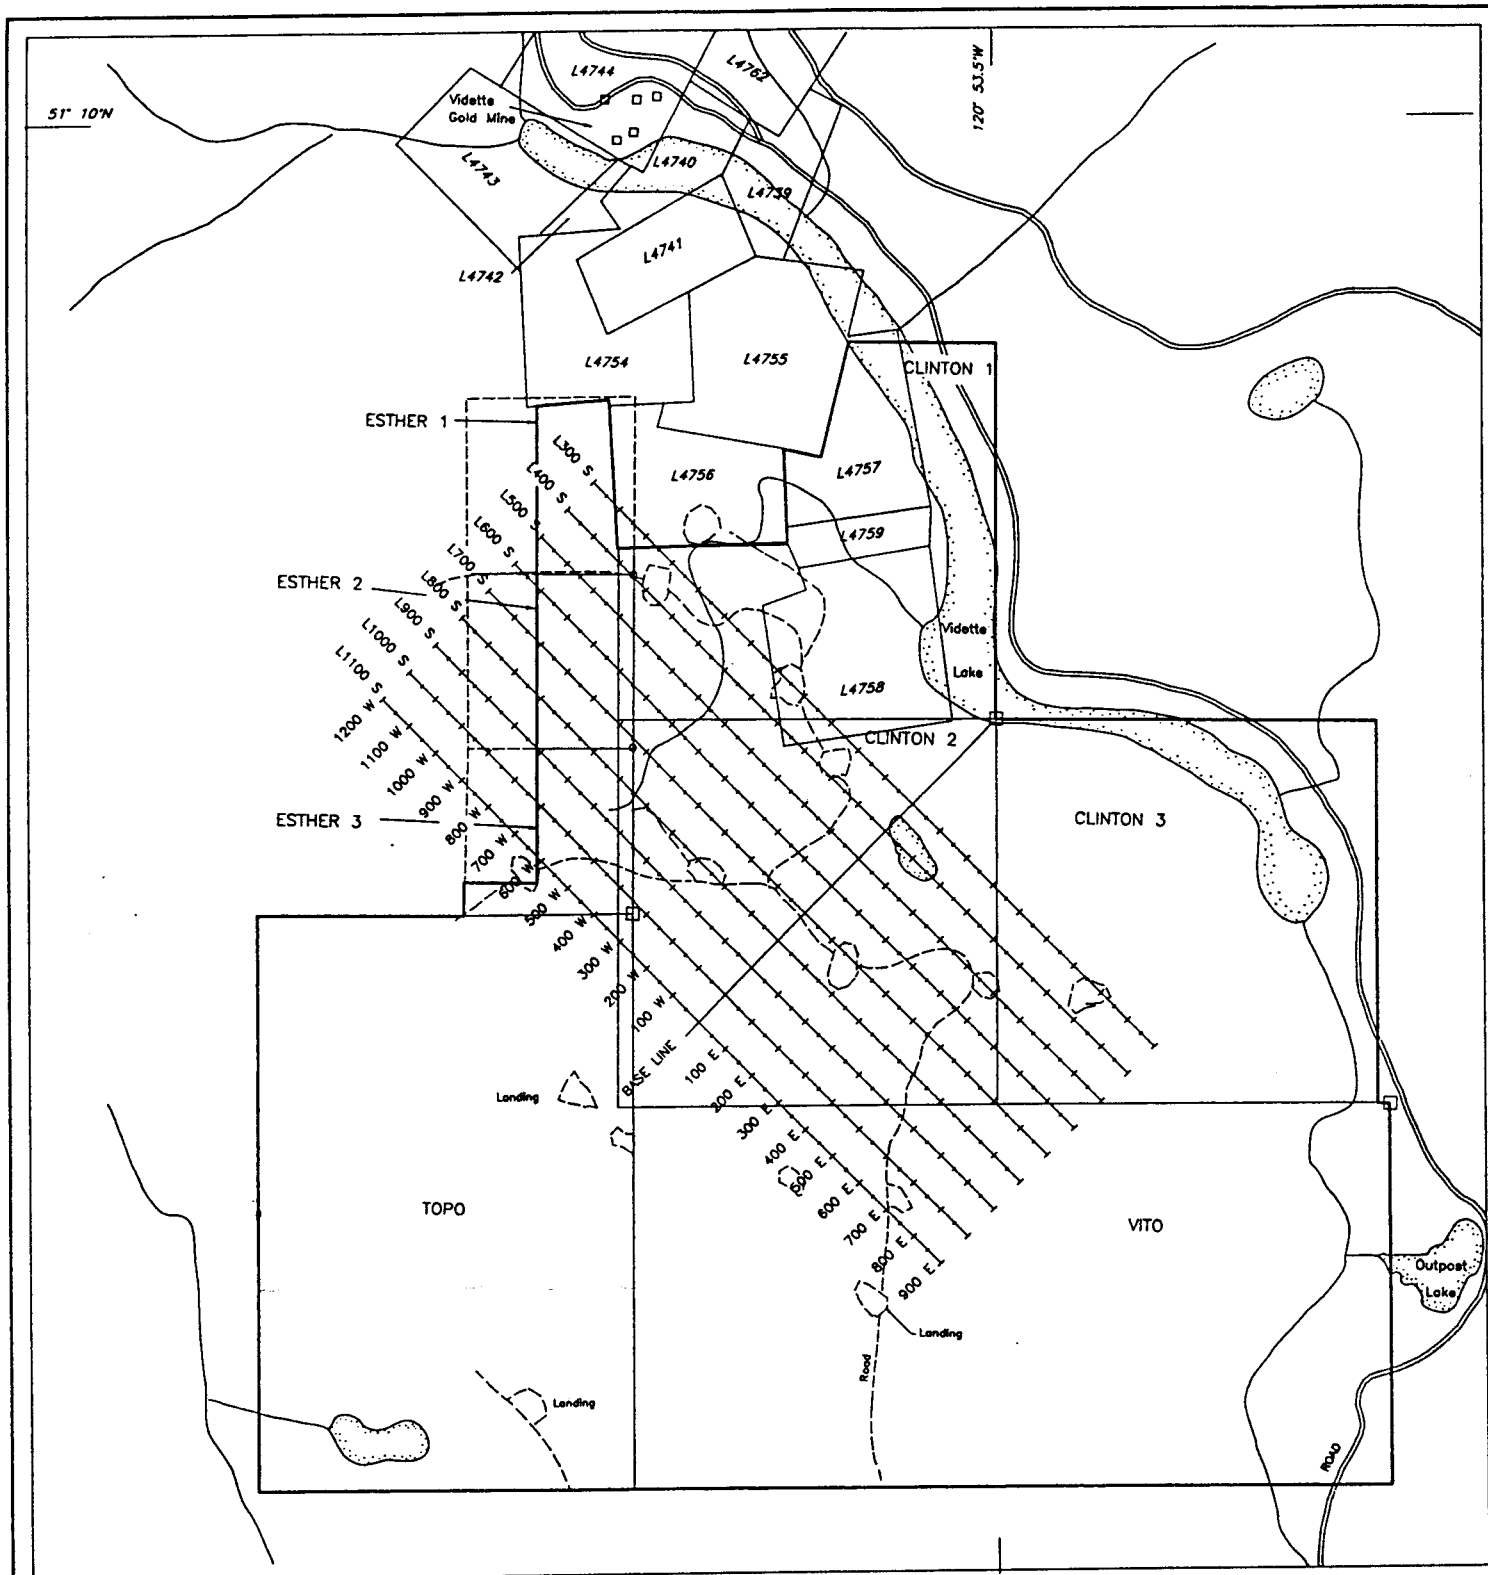 L4744
L4762
120° 53.5'W
51° 10'N
Vidette
Gold Mine
L4740
L4743
L4739
L4741
L4742
L4754
L4755
CLINTON 1
ESTHER 1
L300 S
L400 S
L4756
L4757
L500 S
L600 S
L4759
L700 S
ESTHER 2
L800 S
L900 S
L1000 S
L1100 S
Vidette
Lake
L4758
1200 W
1100 W
1000 W
900 W
800 W
700 W
600 W
500 W
400 W
300 W
200 W
100 W
CLINTON 2
ESTHER 3
CLINTON 3
BASE LINE
100 E
200 E
300 E
400 E
500 E
600 E
700 E
800 E
900 E
Landing
TOPO
VITO
Outpost
Lake
Landing
Road
Landing
ROAD